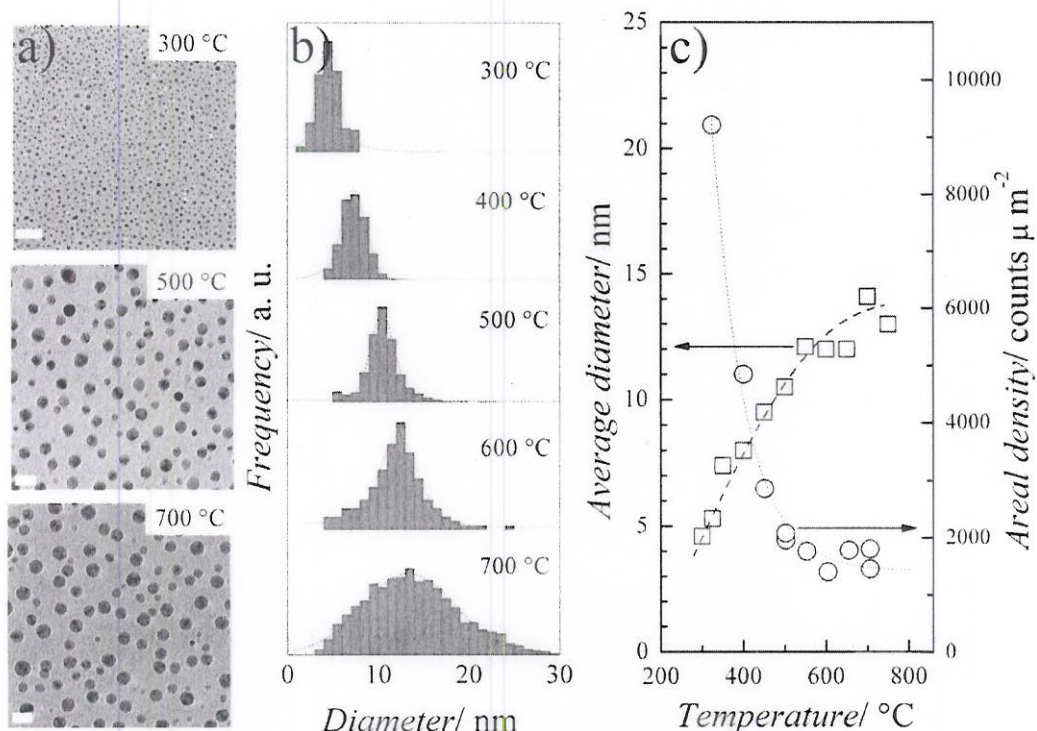 a)
300 °C
500 °C
700 °C
b)
300 °C
400 °C
500 °C
600 °C
700 °C
Frequency/ a. u.
0 10 20 30
Diameter/ nm
c)
25
20
15
10
5
0
Average diameter/ nm
10000
8000
6000
4000
2000
0
Areal density/ counts µ m-2
200 400 600 800
Temperature/ °C